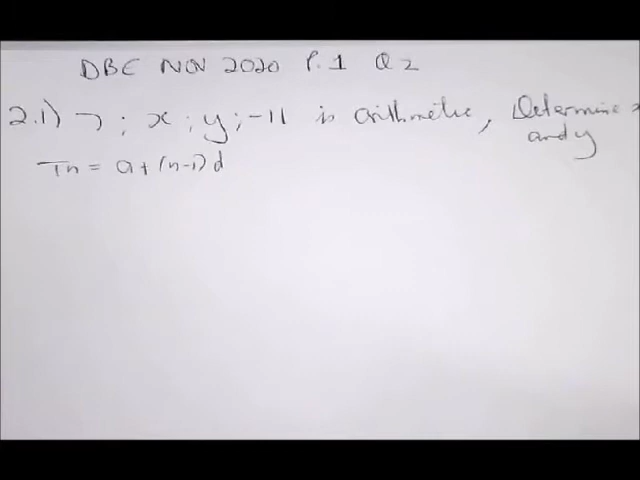 DBE NOV 2020 P.1 Q2
2.1) 7 ; x ; y ; -11 is arithmetic, Determine x
and y
Tn = a + (n-1) d